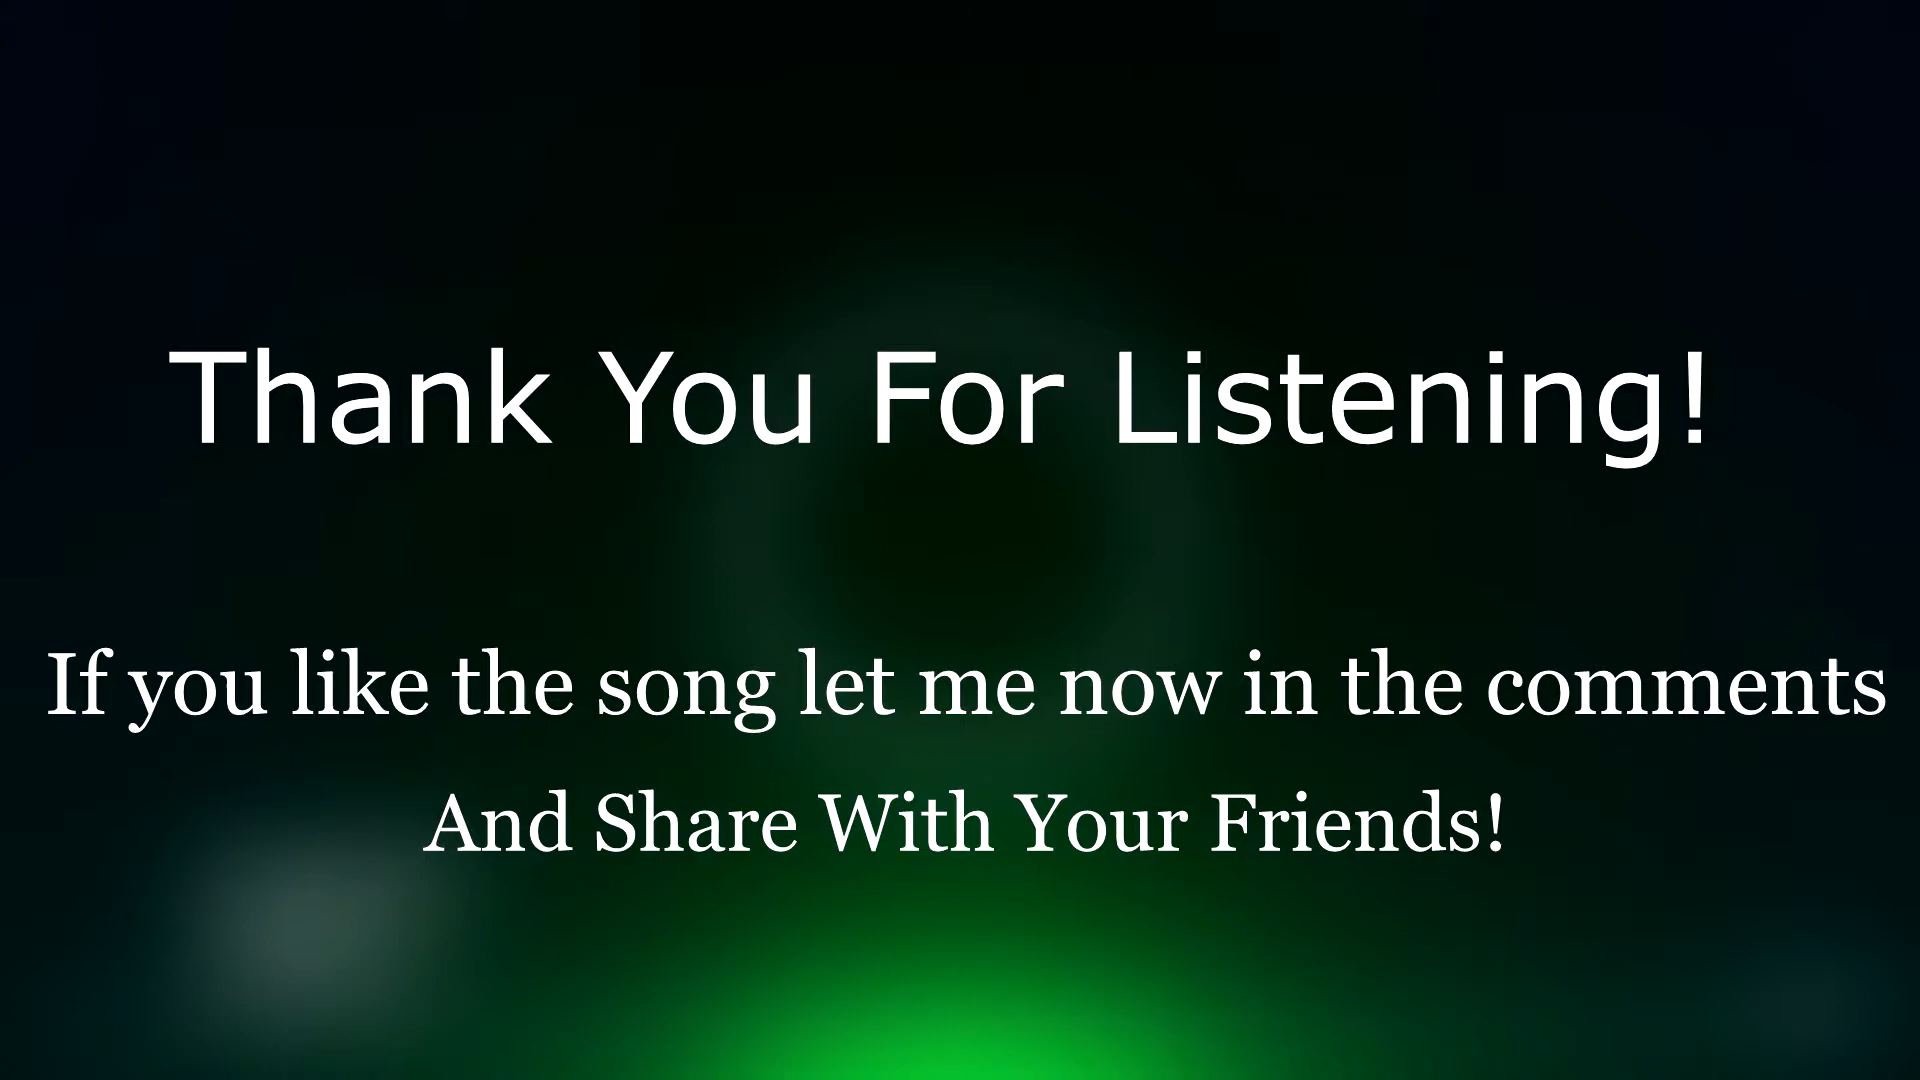 Thank You For Listening!
If you like the song let me now in the comments
And Share With Your Friends!